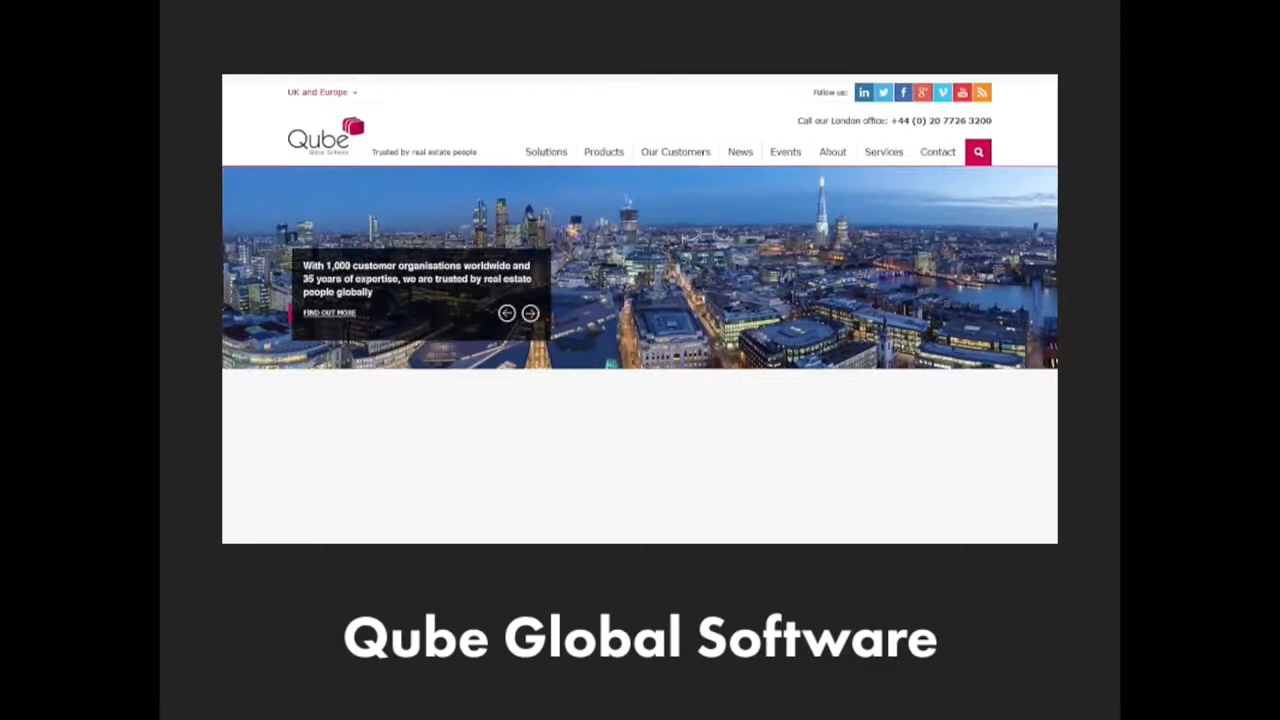 UK and Europe
Follow us:
Call our London office: +44 (0) 20 7726 3200
Qube
Global Software
Trusted by real estate people
Solutions
Products
Our Customers
News
Events
About
Services
Contact
With 1,000 customer organisations worldwide and
35 years of expertise, we are trusted by real estate
people globally
FIND OUT MORE
Qube Global Software